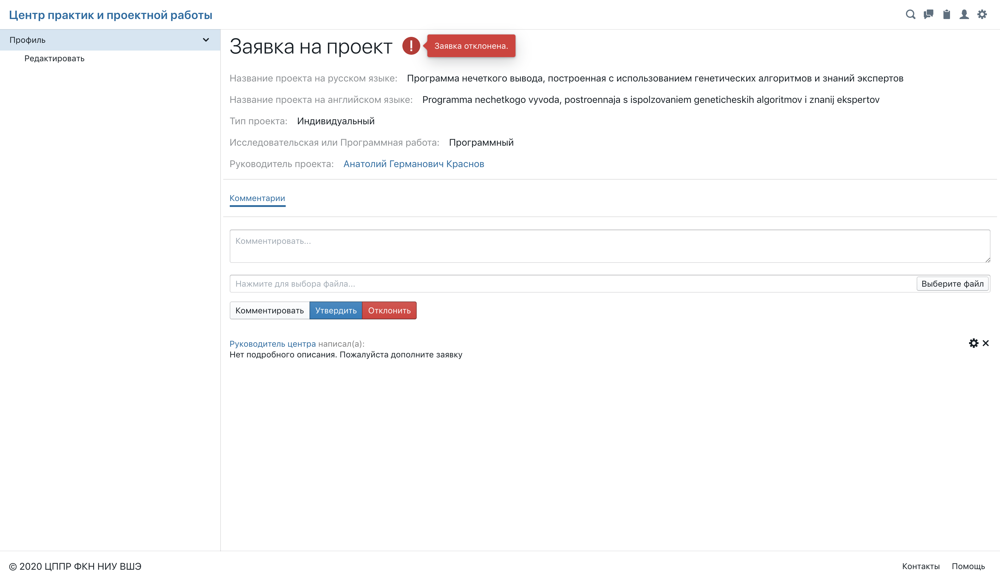 Центр практик и проектной работы
Профиль
Редактировать
Заявка на проект
Заявка отклонена.
Название проекта на русском языке: Программа нечеткого вывода, построенная с использованием генетических алгоритмов и знаний экспертов
Название проекта на английском языке: Programma nechetkogo vyvoda, postroennaja s ispolzovaniem geneticheskih algoritmov i znanij ekspertov
Тип проекта: Индивидуальный
Исследовательская или Программная работа: Программный
Руководитель проекта: Анатолий Германович Краснов
Комментарии
Комментировать...
Нажмите для выбора файла... Выберите файл
Комментировать Утвердить Отклонить
Руководитель центра написал(а):
Нет подробного описания. Пожалуйста дополните заявку
© 2020 ЦППР ФКН НИУ ВШЭ
Контакты Помощь